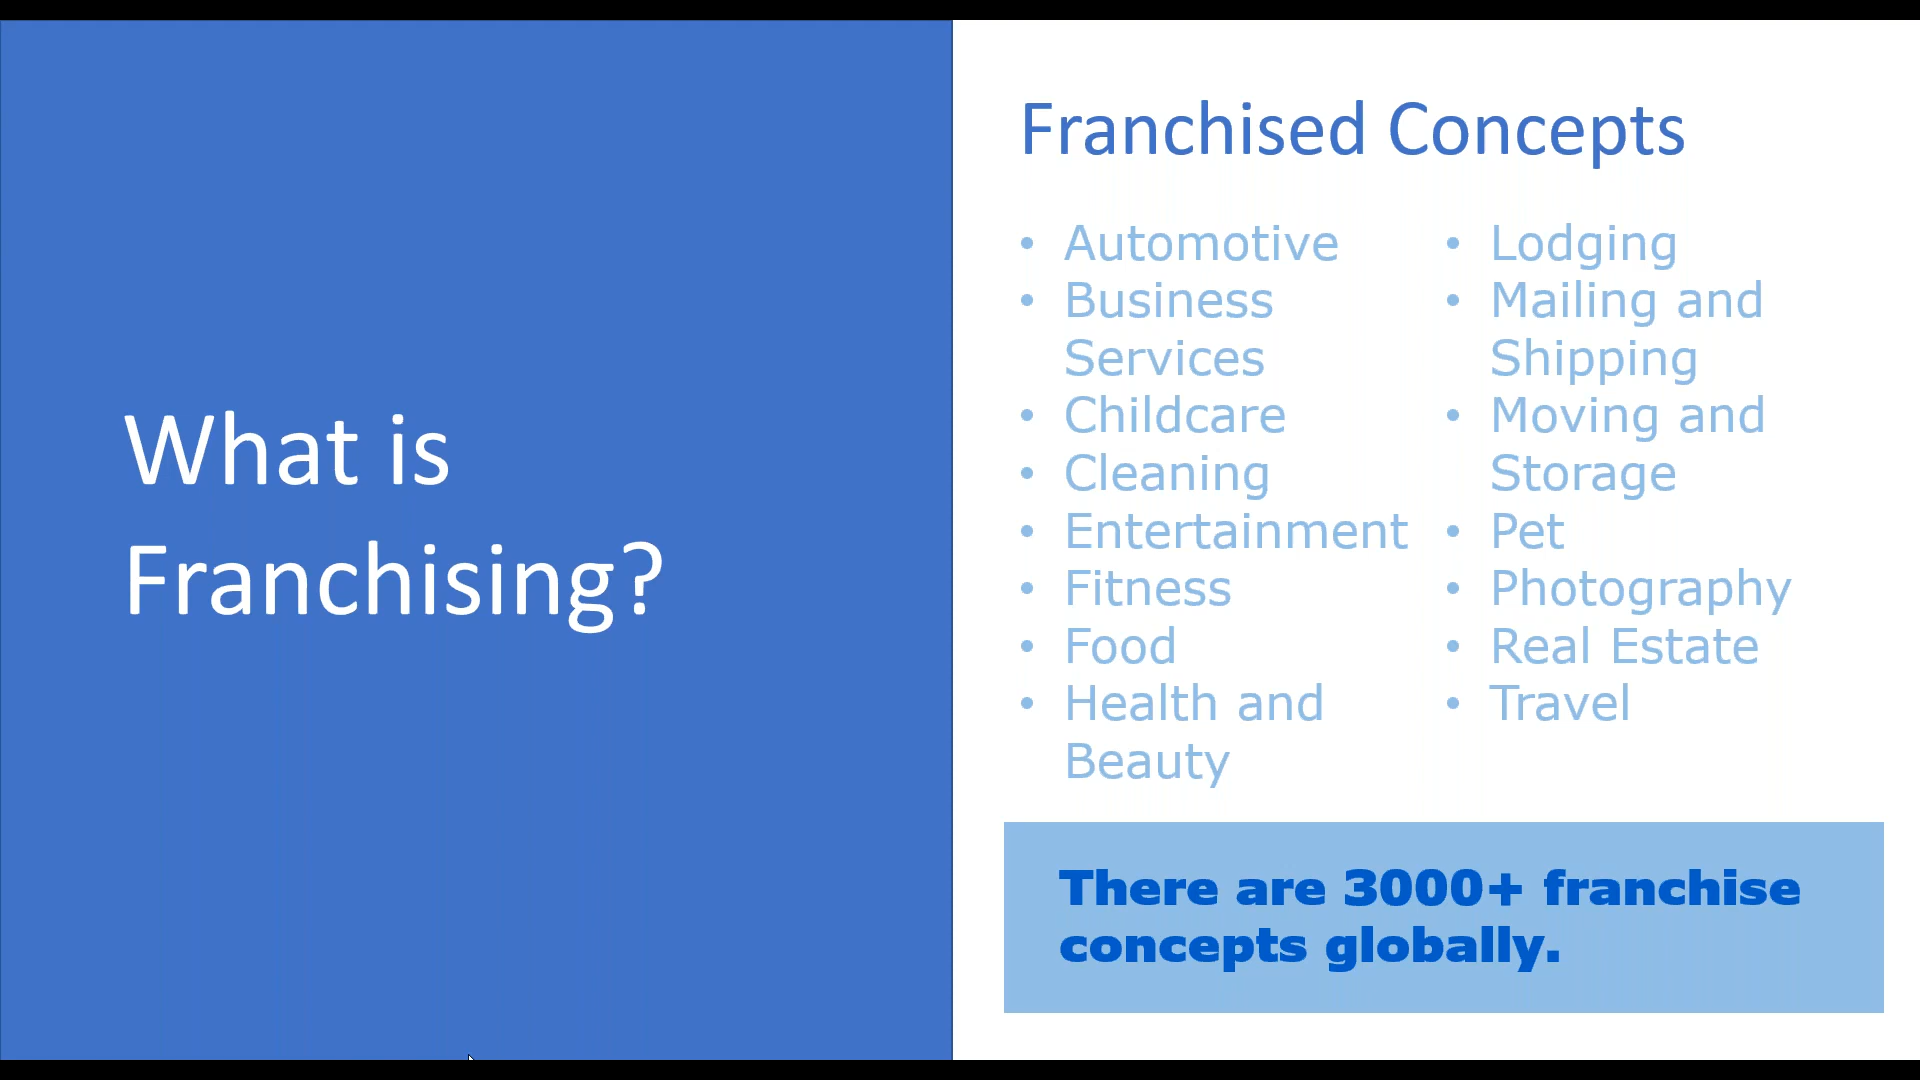 What is
Franchising?
Franchised Concepts
• Automotive
• Business
Services
• Childcare
• Cleaning
• Entertainment
• Fitness
• Food
• Health and
Beauty
• Lodging
• Mailing and
Shipping
• Moving and
Storage
• Pet
• Photography
• Real Estate
• Travel
There are 3000+ franchise
concepts globally.